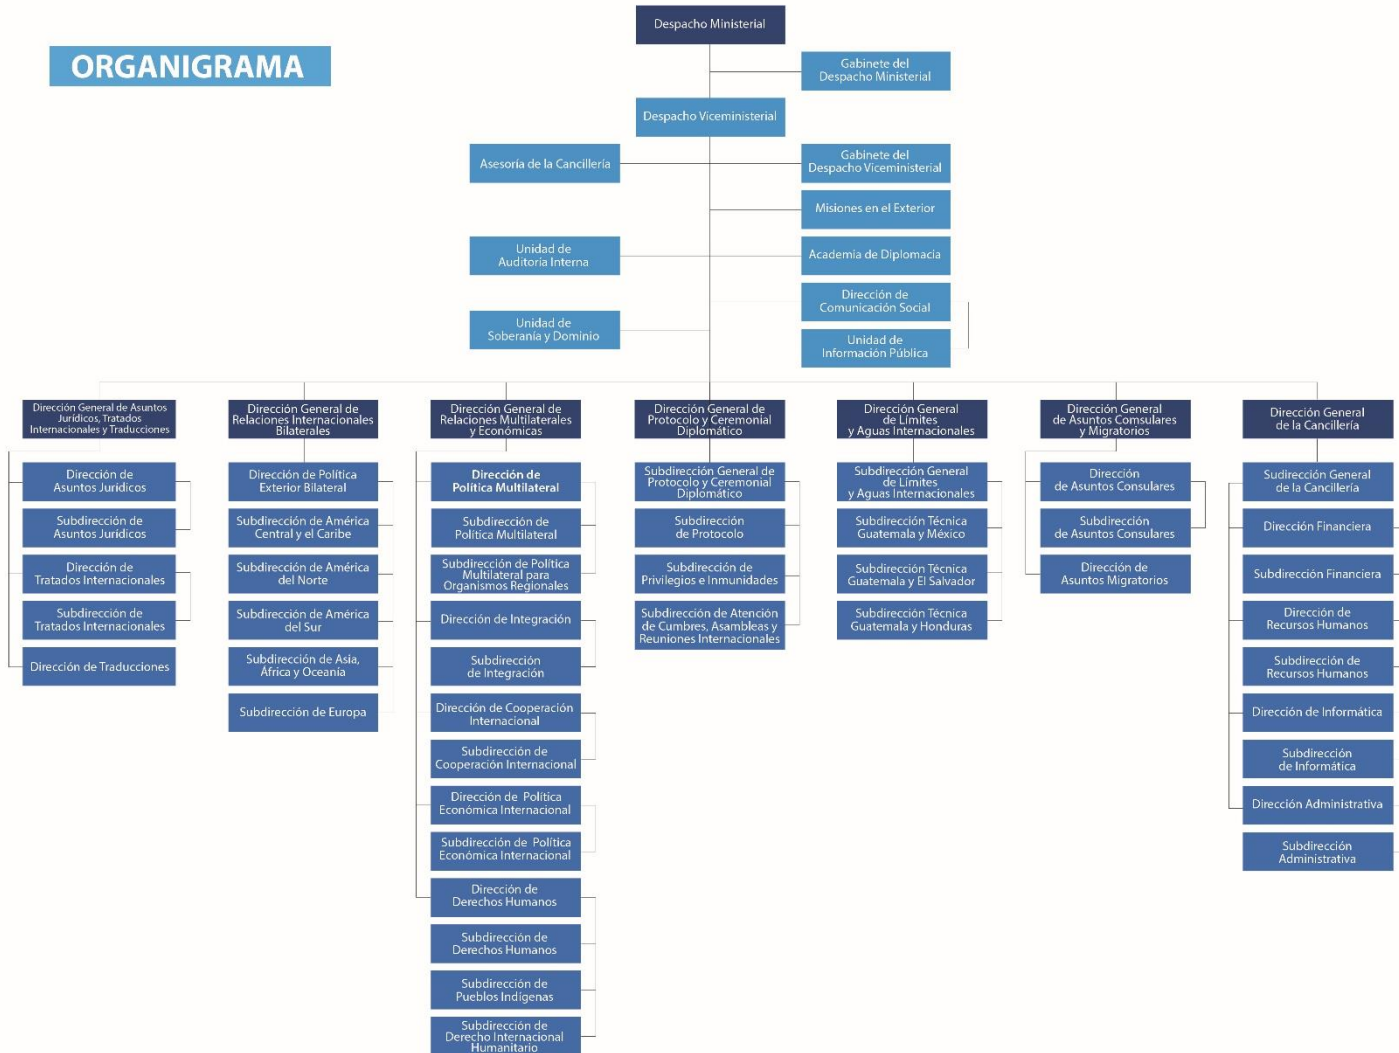 Despacho Ministerial
ORGANIGRAMA
Gabinete del
Despacho Ministerial
Despacho Viceministerial
Asesoría de la Cancillería
Gabinete del
Despacho Viceministerial
Misiones en el Exterior
Unidad de
Auditoría Interna
Academia de Diplomacia
Dirección de
Comunicación Social
Unidad de
Soberanía y Dominio
Unidad de
Información Pública
Dirección General de Asuntos
Jurídicos, Tratados
Internacionales y Traducciones
Dirección de
Asuntos Jurídicos
Subdirección de
Asuntos Jurídicos
Dirección de
Tratados Internacionales
Subdirección de
Tratados Internacionales
Dirección de Traducciones
Dirección General de
Relaciones Internacionales
Bilaterales
Dirección de Política
Exterior Bilateral
Subdirección de América
Central y el Caribe
Subdirección de América
del Norte
Subdirección de América
del Sur
Subdirección de Asia,
África y Oceanía
Subdirección de Europa
Dirección General de
Relaciones Multilaterales
y Económicas
Dirección de
Política Multilateral
Subdirección de
Política Multilateral
Subdirección de Política
Multilateral para
Organismos Regionales
Dirección de Integración
Subdirección
de Integración
Dirección de Cooperación
Internacional
Subdirección de
Cooperación Internacional
Dirección de Política
Económica Internacional
Subdirección de Política
Económica Internacional
Dirección de
Derechos Humanos
Subdirección de
Derechos Humanos
Subdirección de
Pueblos Indígenas
Subdirección de
Derecho Internacional
Humanitario
Dirección General de
Protocolo y Ceremonial
Diplomático
Subdirección General de
Protocolo y Ceremonial
Diplomático
Subdirección
de Protocolo
Subdirección de
Privilegios e Inmunidades
Subdirección de Atención
de Cumbres, Asambleas y
Reuniones Internacionales
Dirección General
de Límites
y Aguas Internacionales
Subdirección General
de Límites
y Aguas Internacionales
Subdirección Técnica
Guatemala y México
Subdirección Técnica
Guatemala y El Salvador
Subdirección Técnica
Guatemala y Honduras
Dirección General
de Asuntos Comsulares
y Migratorios
Dirección
de Asuntos Consulares
Subdirección
de Asuntos Consulares
Dirección de
Asuntos Migratorios
Dirección General
de la Cancillería
Sudirección General
de la Cancillería
Dirección Financiera
Subdirección Financiera
Dirección de
Recursos Humanos
Subdirección de
Recursos Humanos
Dirección de Informática
Subdirección
de Informática
Dirección Administrativa
Subdirección
Administrativa